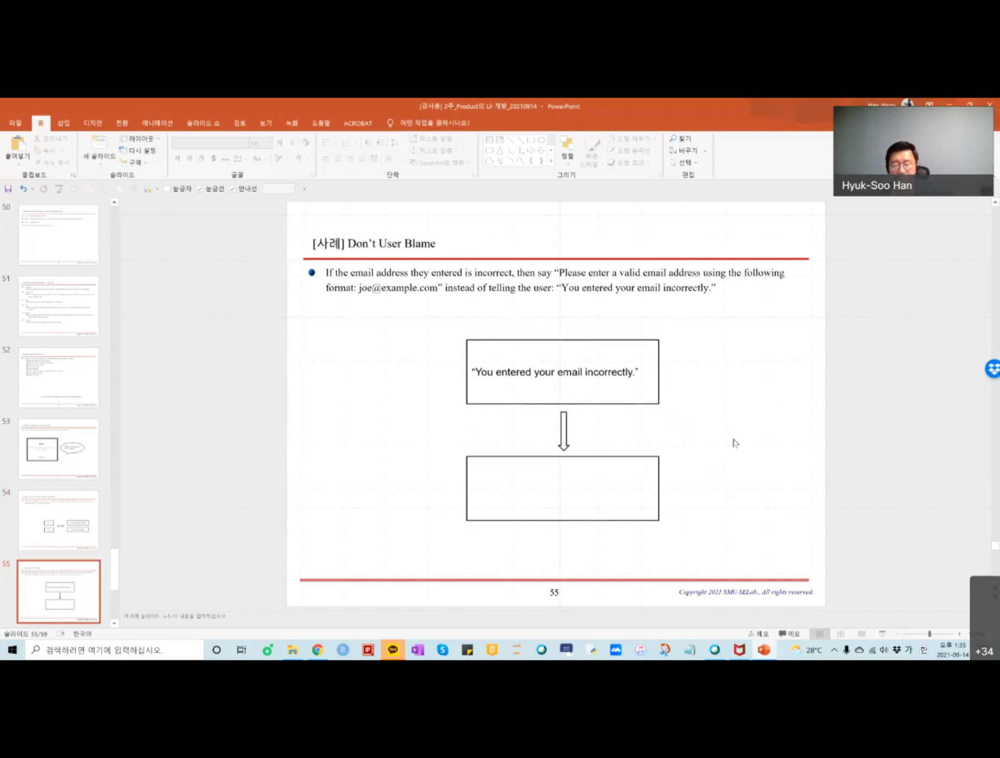 [강사용] 2주_Product의 UI 개발_20210914 - PowerPoint
파일 홈 삽입 디자인 전환 애니메이션 슬라이드 쇼 검토 보기 녹화 도움말 ACROBAT 어떤 작업을 원하시나요?
붙여넣기
잘라내기
복사
서식 복사
클립보드
새 슬라이드
레이아웃
다시 설정
구역
슬라이드
14
글꼴
텍스트 방향
텍스트 맞춤
SmartArt로 변환
단락
정렬
빠른
스타일
도형 채우기
도형 윤곽선
도형 효과
그리기
찾기
바꾸기
선택
편집
Hyuk-Soo Han
눈금자 눈금선 안내선
50
51
52
53
54
55
[사례] Don’t User Blame
If the email address they entered is incorrect, then say “Please enter a valid email address using the following
format: joe@example.com” instead of telling the user: “You entered your email incorrectly.”
“You entered your email incorrectly.”
55
Copyright 2021 SMU SELab., All rights reserved.
여기에 슬라이드 노트의 내용을 입력하십시오
슬라이드 55/59 한국어
메모 메모
검색하려면 여기에 입력하십시오.
28°C 가 한 오후 1:35
2021-09-14
+34